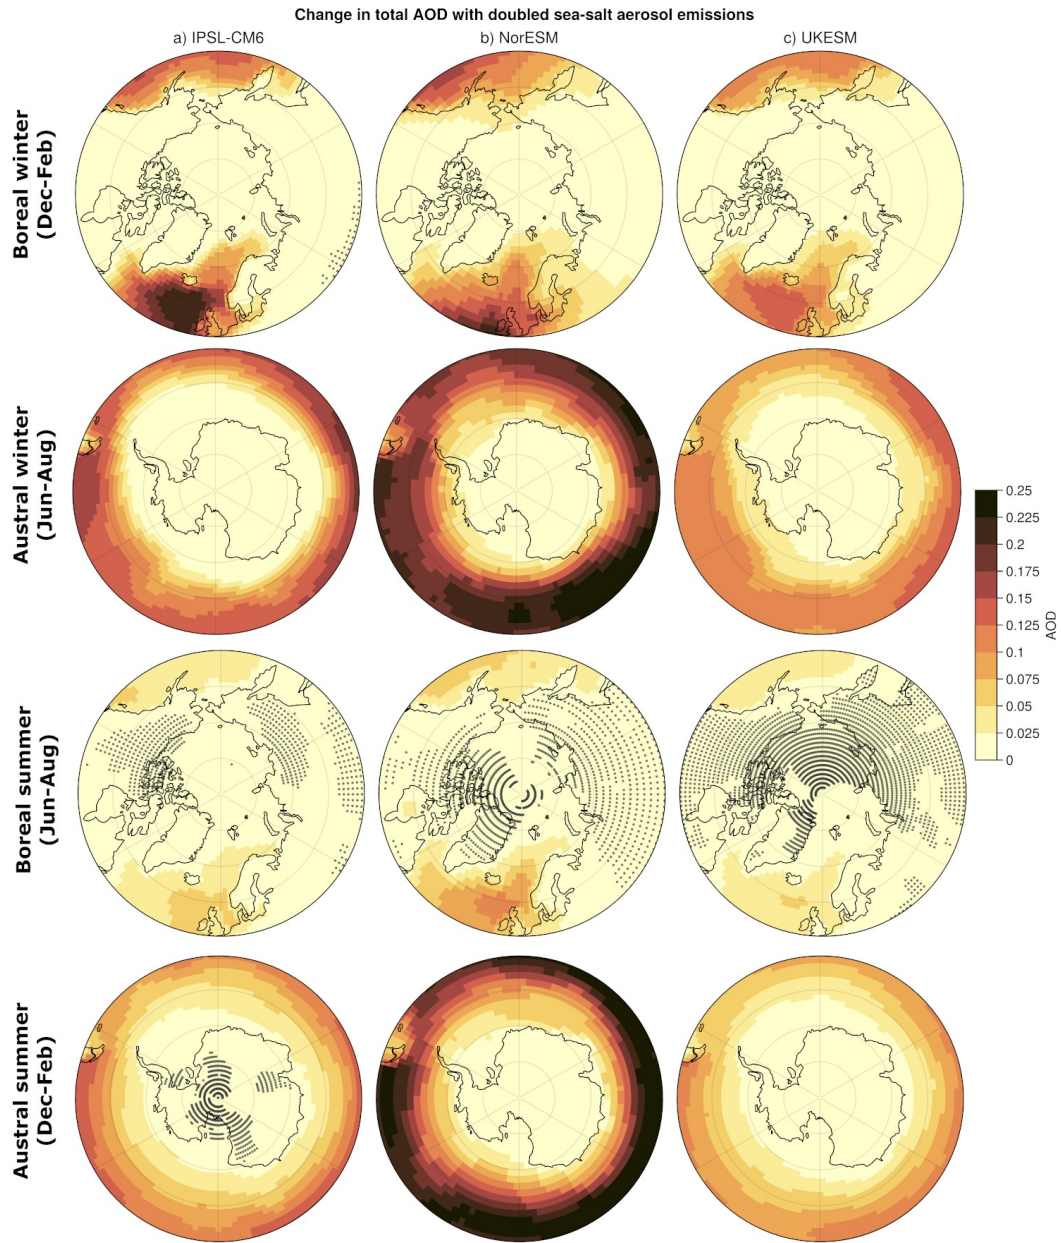 Change in total AOD with doubled sea-salt aerosol emissions
a) IPSL-CM6
b) NorESM
c) UKESM
Boreal winter
(Dec-Feb)
Austral winter
(Jun-Aug)
Boreal summer
(Jun-Aug)
Austral summer
(Dec-Feb)
0.25
0.225
0.2
0.175
0.15
0.125
0.1
0.075
0.05
0.025
0
AOD